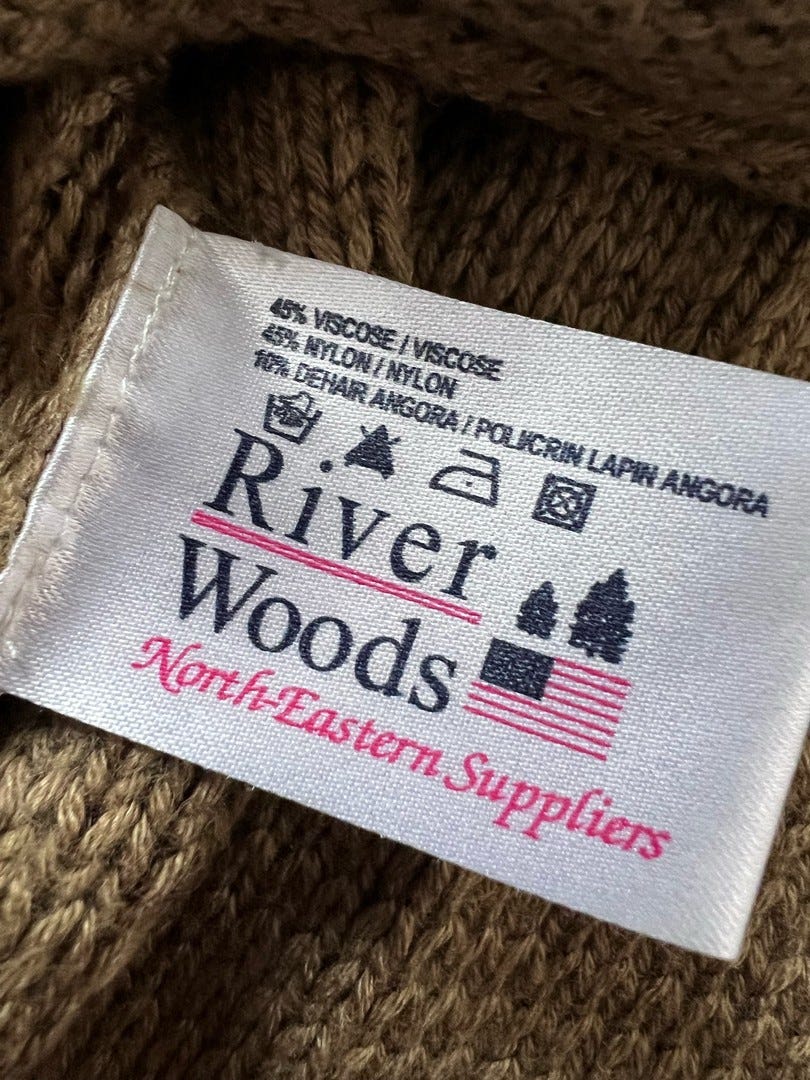 45% VISCOSE / VISCOSE
45% NYLON / NYLON
10% DEHAIR ANGORA / POLICRIN LAPIN ANGORA
River
Woods
North-Eastern Suppliers